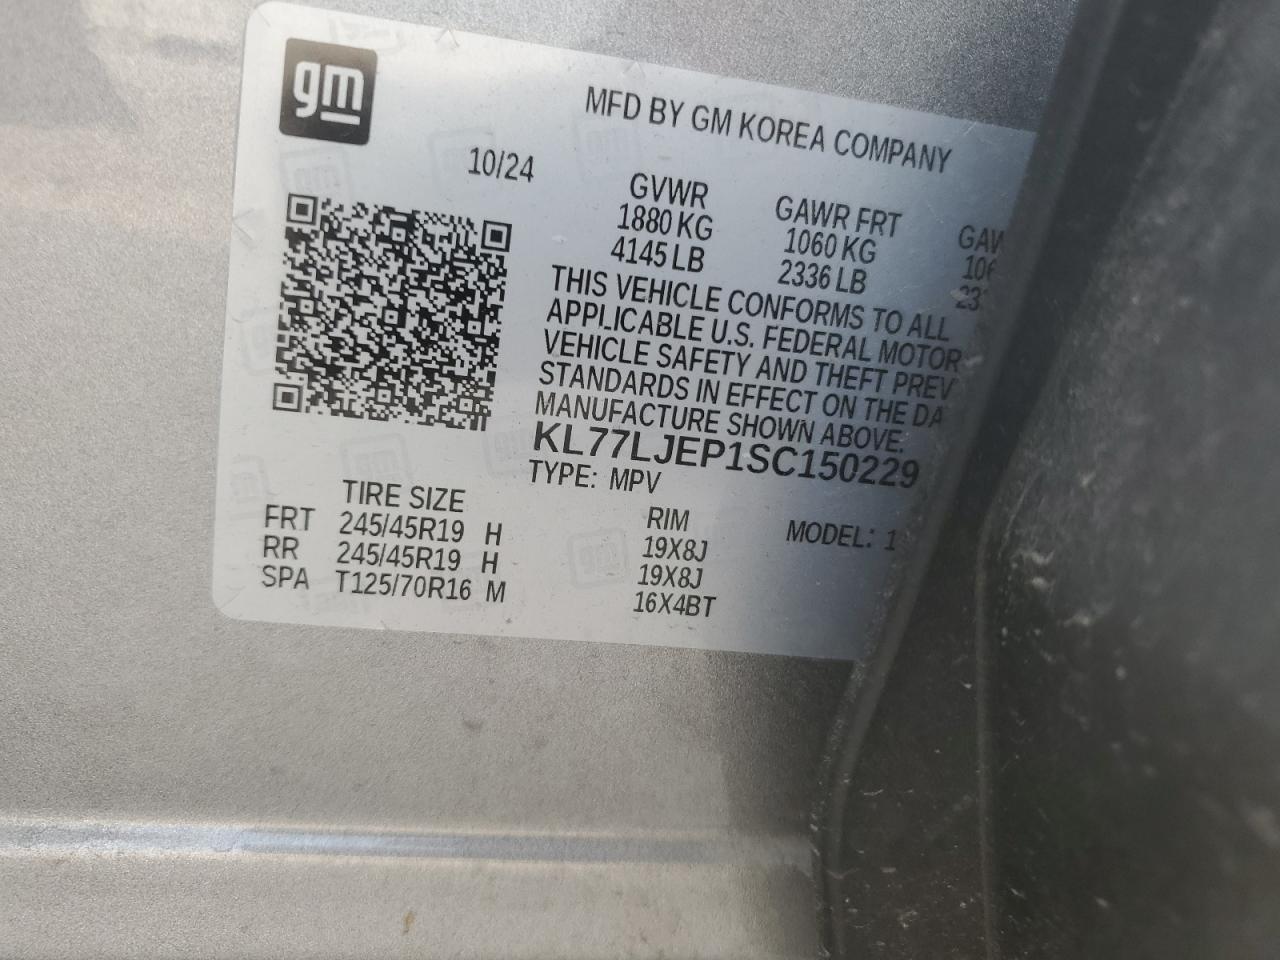 gm
MFD BY GM KOREA COMPANY
10/24
GVWR GAWR FRT
1880 KG 1060 KG
4145 LB 2336 LB
THIS VEHICLE CONFORMS TO ALL
APPLICABLE U.S. FEDERAL MOTOR
VEHICLE SAFETY AND THEFT PREV
STANDARDS IN EFFECT ON THE DA
MANUFACTURE SHOWN ABOVE.
KL77LJEP1SC150229
TYPE: MPV
TIRE SIZE RIM MODEL: 1
FRT 245/45R19 H 19X8J
RR 245/45R19 H 19X8J
SPA T125/70R16 M 16X4BT